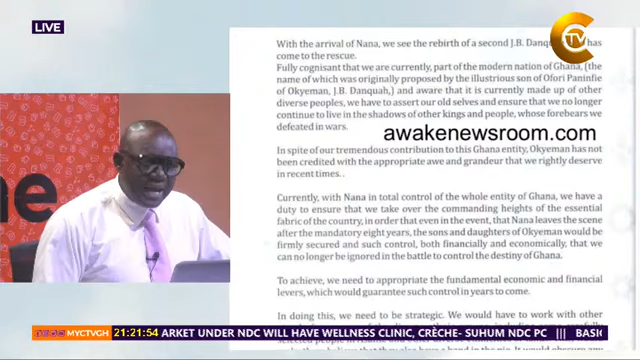 LIVE
C
TV
With the arrival of Nana, we see the rebirth of a second J.B. Danq has
come to the rescue.
Fully cognisant that we are currently, part of the modern nation of Ghana, (the
name of which was originally proposed by the illustrious son of Ofori Paninfie
of Okyeman, J.B. Danquah,) and aware that it is currently made up of other
diverse peoples, we have to assert our old selves and ensure that we no longer
continue to live in the shadows of other kings and people, whose forebears we
defeated in wars.
awakenewsroom.com
In spite of our tremendous contribution to this Ghana entity, Okyeman has not
been credited with the appropriate awe and grandeur that we rightly deserve
in recent times..
Currently, with Nana in total control of the whole entity of Ghana, we have a
duty to ensure that we take over the commanding heights of the essential
fabric of the country, in order that even in the event, that Nana leaves the scene
after the mandatory eight years, the sons and daughters of Okyeman would be
firmly secured and such control, both financially and economically, that we
can no longer be ignored in the battle to control the destiny of Ghana.
To achieve, we need to appropriate the fundamental economic and financial
levers, which would guarantee such control in years to come.
In doing this, we need to be strategic. We would have to work with other
ne
MYCTVGH 21:21:54 ARKET UNDER NDC WILL HAVE WELLNESS CLINIC, CRÈCHE- SUHUM NDC PC BASI